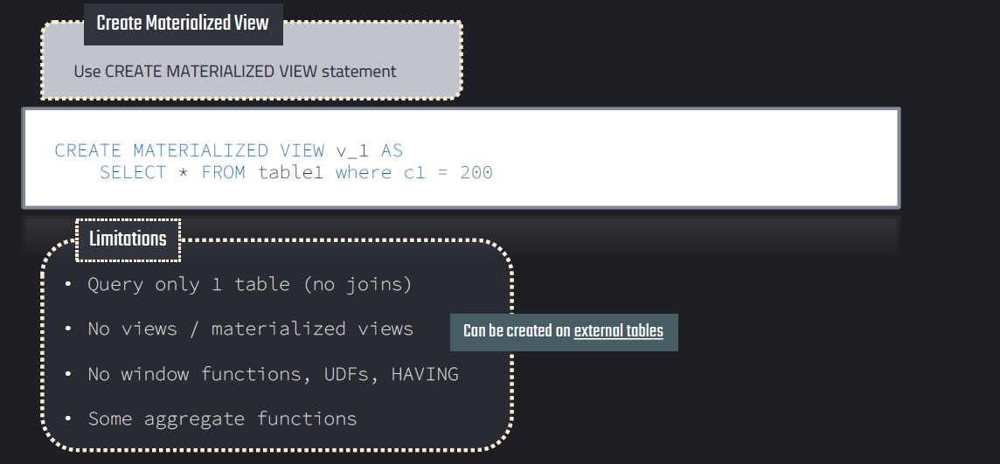 Create Materialized View
Use CREATE MATERIALIZED VIEW statement
CREATE MATERIALIZED VIEW v_1 AS
SELECT * FROM table1 where c1 = 200
Limitations
• Query only 1 table (no joins)
• No views / materialized views
Can be created on external tables
• No window functions, UDFs, HAVING
• Some aggregate functions